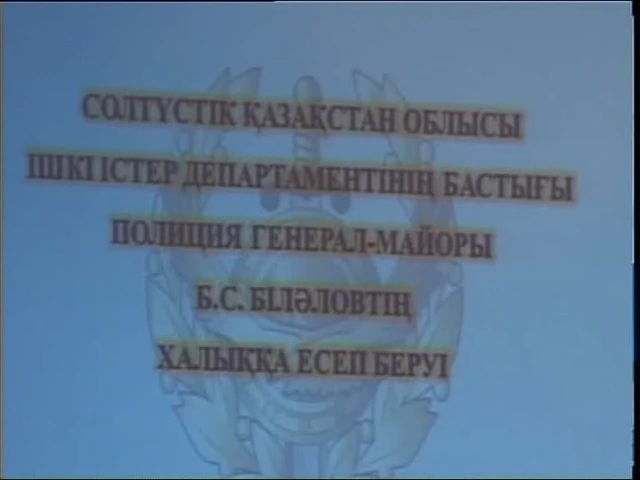 СОЛТҮСТІК ҚАЗАҚСТАН ОБЛЫСЫ
ІШКІ ІСТЕР ДЕПАРТАМЕНТІНІҢ БАСТЫҒЫ
ПОЛИЦИЯ ГЕНЕРАЛ-МАЙОРЫ
Б.С. БІЛӘЛОВТІҢ
ХАЛЫҚҚА ЕСЕП БЕРУІ